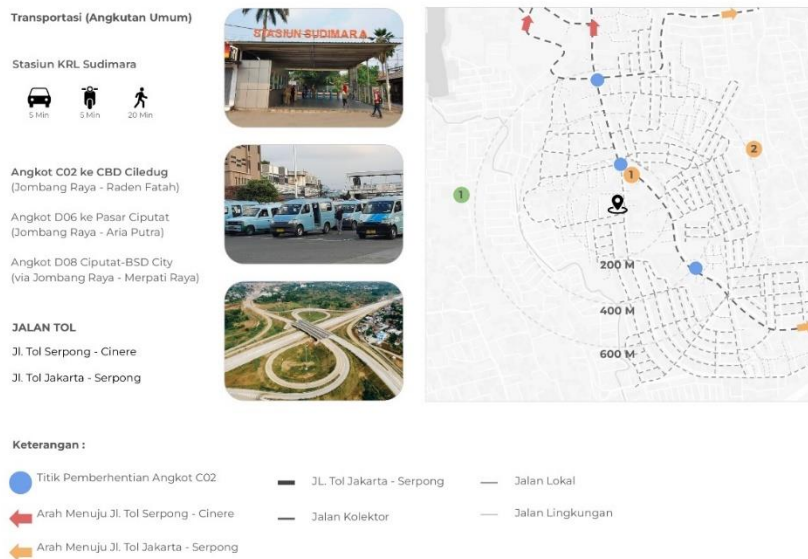 Transportasi (Angkutan Umum)
Stasiun KRL Sudimara
5 Min
5 Min
20 Min
STASIUN SUDIMARA
Angkot C02 ke CBD Ciledug
(Jombang Raya - Raden Fatah)
Angkot D06 ke Pasar Ciputat
(Jombang Raya - Aria Putra)
Angkot D08 Ciputat-BSD City
(via Jombang Raya - Merpati Raya)
JALAN TOL
Jl. Tol Serpong - Cinere
Jl. Tol Jakarta - Serpong
1
2
1
200 M
400 M
600 M
Keterangan :
Titik Pemberhentian Angkot C02
Arah Menuju Jl. Tol Serpong - Cinere
Arah Menuju Jl. Tol Jakarta - Serpong
JL. Tol Jakarta - Serpong
Jalan Kolektor
Jalan Lokal
Jalan Lingkungan